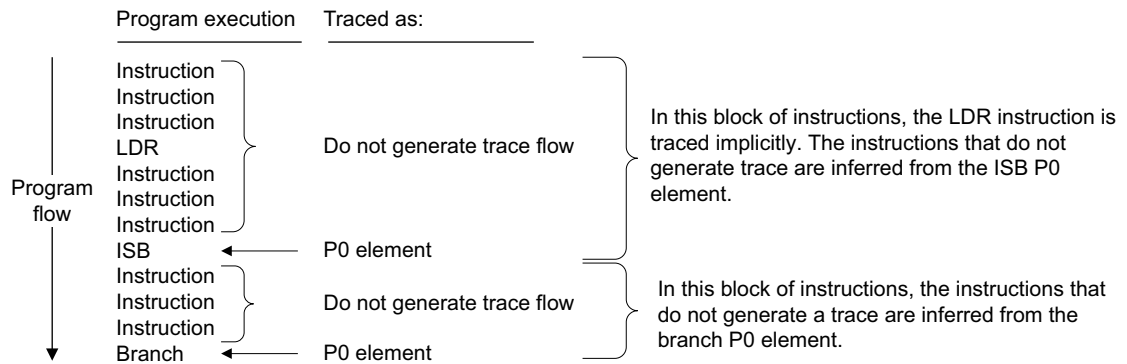 Program execution
Traced as:
Instruction
Instruction
Instruction
LDR
Instruction
Instruction
Instruction
ISB
Instruction
Instruction
Instruction
Branch
Program
flow
Do not generate trace flow
P0 element
Do not generate trace flow
P0 element
In this block of instructions, the LDR instruction is
traced implicitly. The instructions that do not
generate trace are inferred from the ISB P0
element.
In this block of instructions, the instructions that
do not generate a trace are inferred from the
branch P0 element.